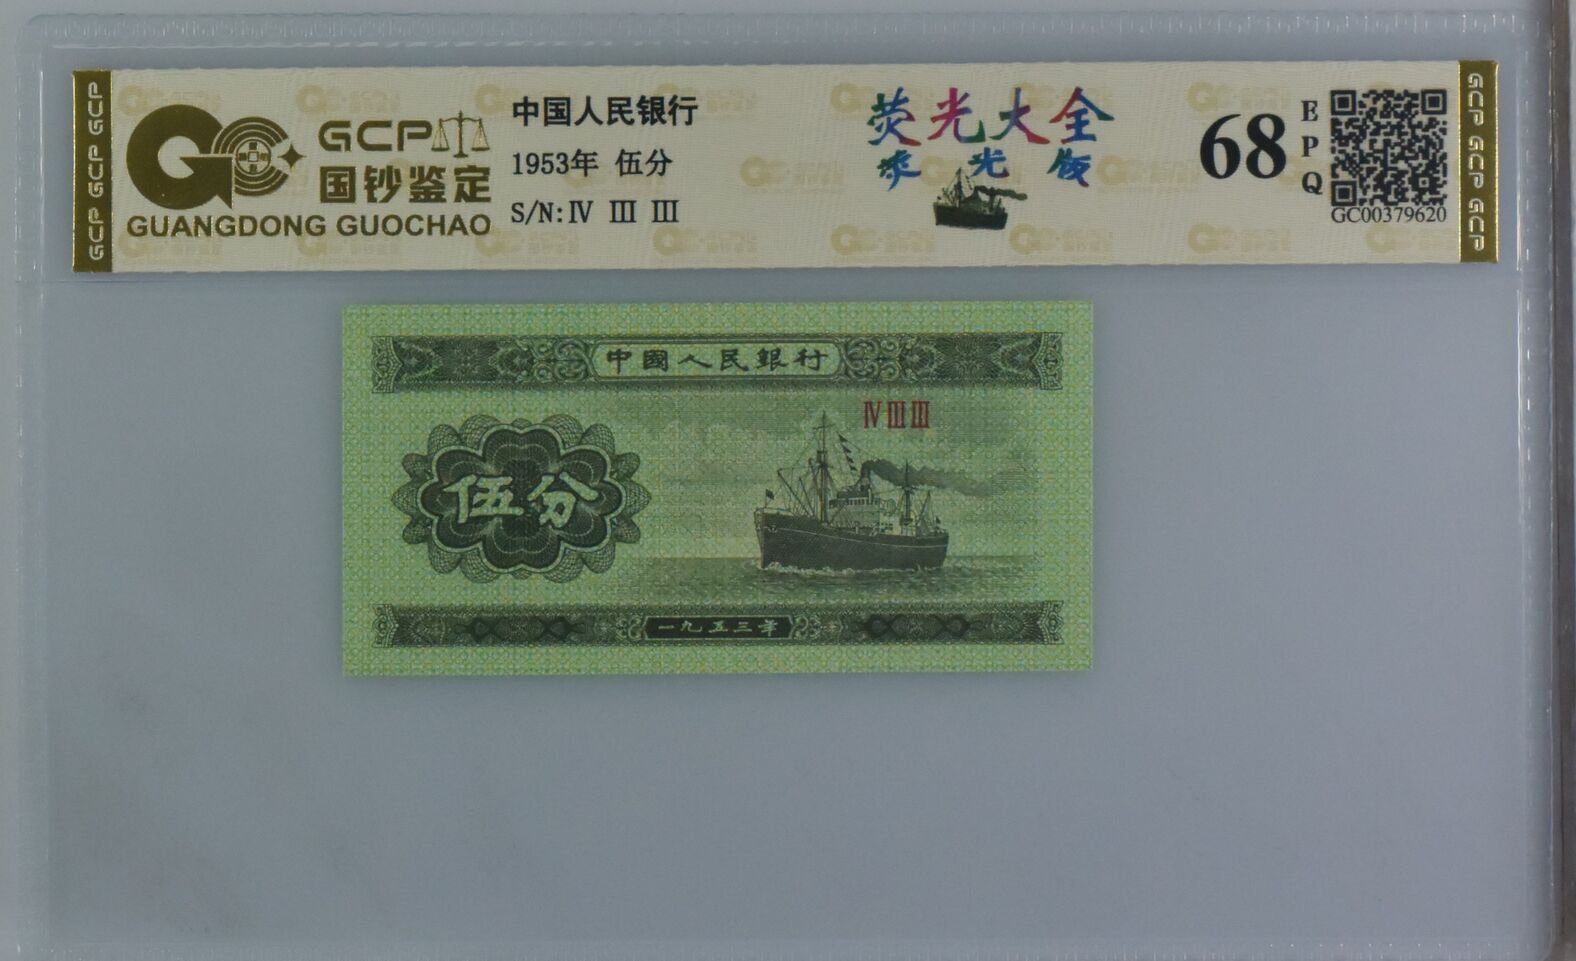 GCP GCP GCP
GCP
国钞鉴定
GUANGDONG GUOCHAO
中国人民银行
1953年 伍分
S/N: Ⅳ Ⅲ Ⅲ
荧光大全
光
68
EPQ
GC00379620
GCP GCP GCP
中國人民銀行
ⅣⅢⅢ
伍分
一九五三年